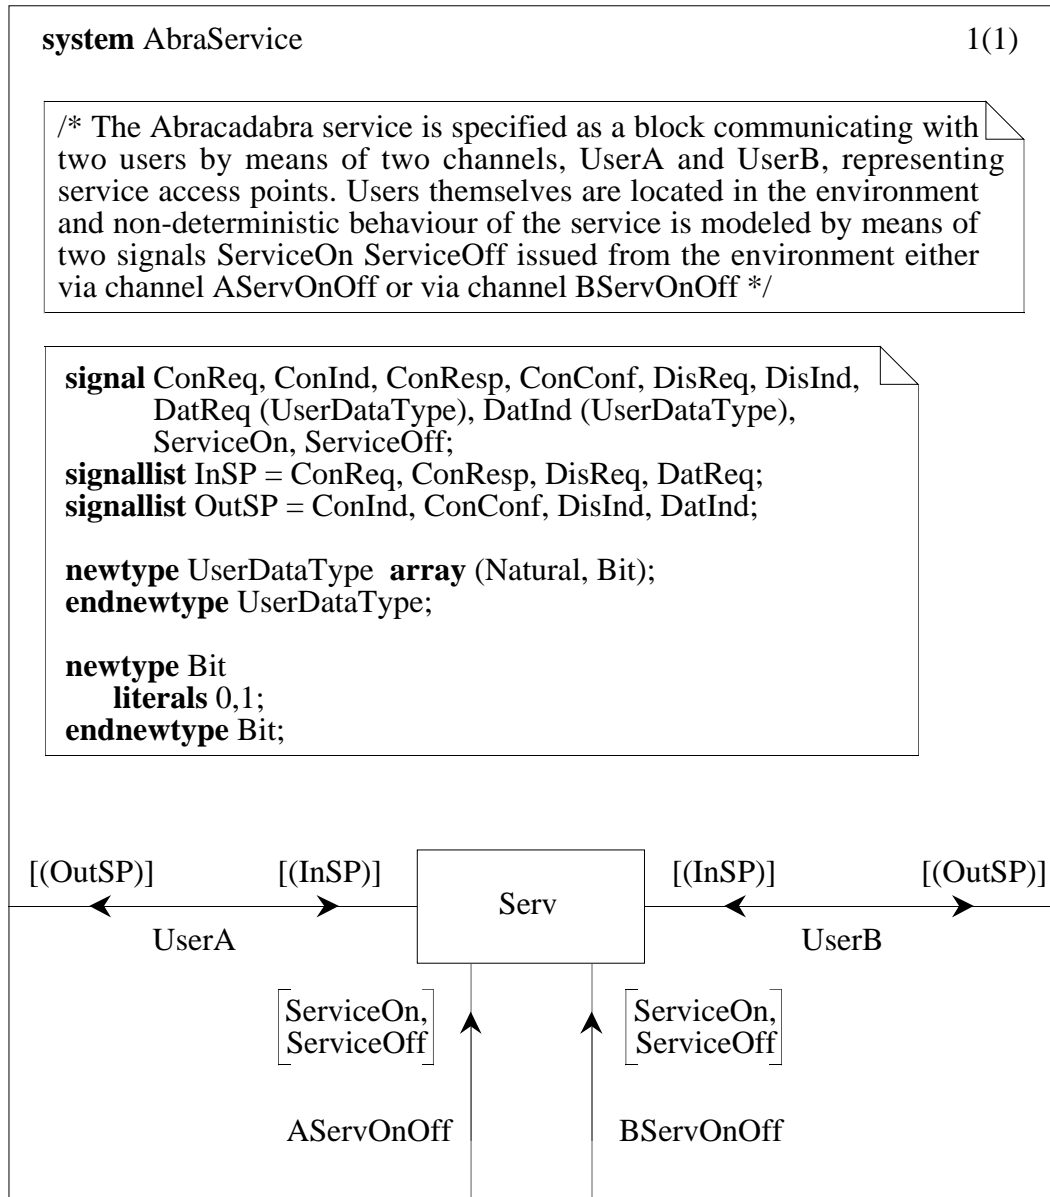 system AbraService 1(1)
/* The Abracadabra service is specified as a block communicating with
two users by means of two channels, UserA and UserB, representing
service access points. Users themselves are located in the environment
and non-deterministic behaviour of the service is modeled by means of
two signals ServiceOn ServiceOff issued from the environment either
via channel AServOnOff or via channel BServOnOff */
signal ConReq, ConInd, ConResp, ConConf, DisReq, DisInd,
DatReq (UserDataType), DatInd (UserDataType),
ServiceOn, ServiceOff;
signallist InSP = ConReq, ConResp, DisReq, DatReq;
signallist OutSP = ConInd, ConConf, DisInd, DatInd;
newtype UserDataType array (Natural, Bit);
endnewtype UserDataType;
newtype Bit
literals 0,1;
endnewtype Bit;
[(OutSP)] [(InSP)] [(InSP)] [(OutSP)]
Serv
UserA UserB
[ServiceOn, [ServiceOn,
ServiceOff] ServiceOff]
AServOnOff BServOnOff